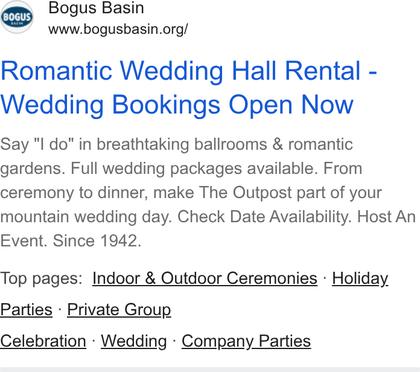 BOGUS
BASIN
Bogus Basin
www.bogusbasin.org/
Romantic Wedding Hall Rental -
Wedding Bookings Open Now
Say "I do" in breathtaking ballrooms & romantic
gardens. Full wedding packages available. From
ceremony to dinner, make The Outpost part of your
mountain wedding day. Check Date Availability. Host An
Event. Since 1942.
Top pages: Indoor & Outdoor Ceremonies · Holiday
Parties · Private Group
Celebration · Wedding · Company Parties